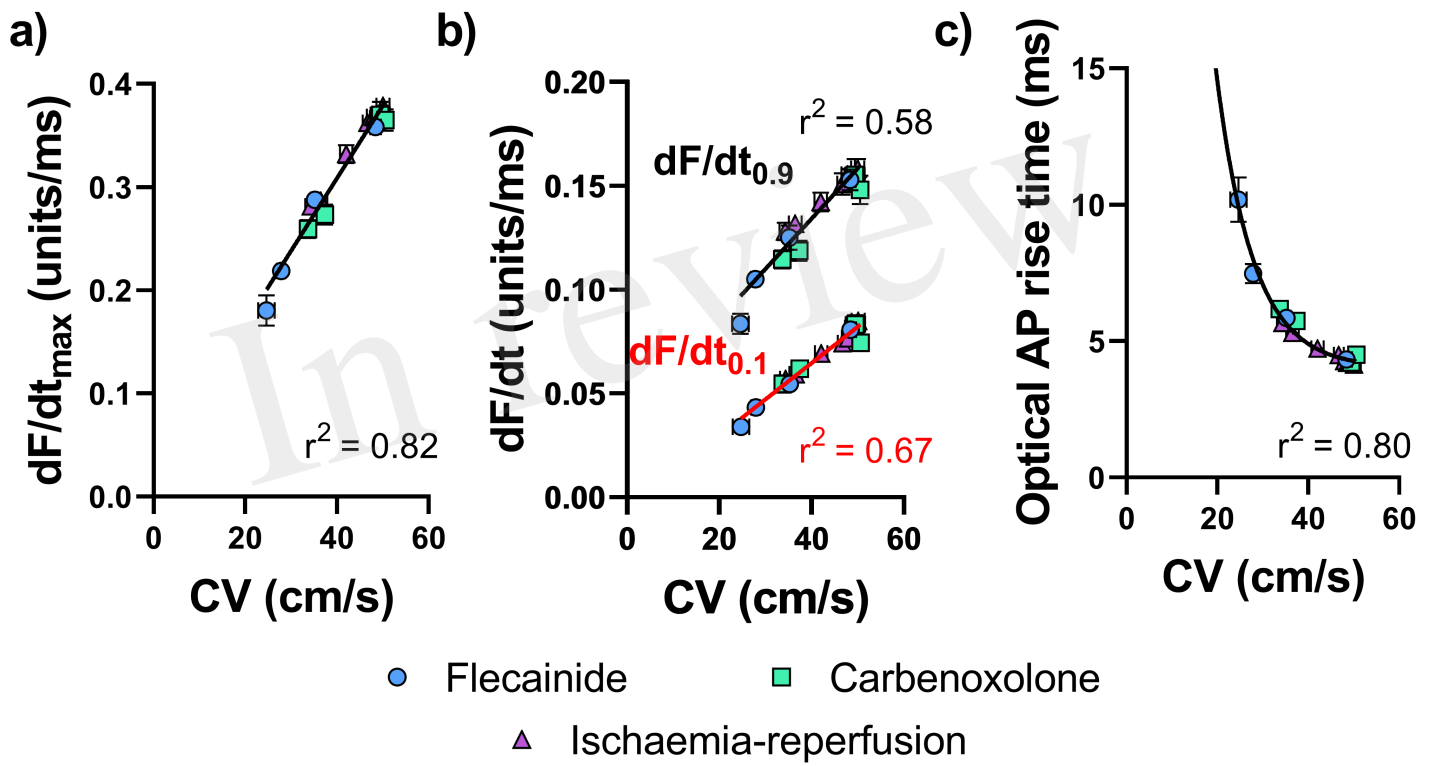 a)
dF/dtmax (units/ms)
0.4
0.3
0.2
0.1
0.0
0 20 40 60
CV (cm/s)
r2 = 0.82
b)
dF/dt (units/ms)
0.20
0.15
0.10
0.05
0.00
0 20 40 60
CV (cm/s)
r2 = 0.58
dF/dt0.9
dF/dt0.1
r2 = 0.67
c)
Optical AP rise time (ms)
15
10
5
0
0 20 40 60
CV (cm/s)
r2 = 0.80
In review
Flecainide
Carbenoxolone
Ischaemia-reperfusion